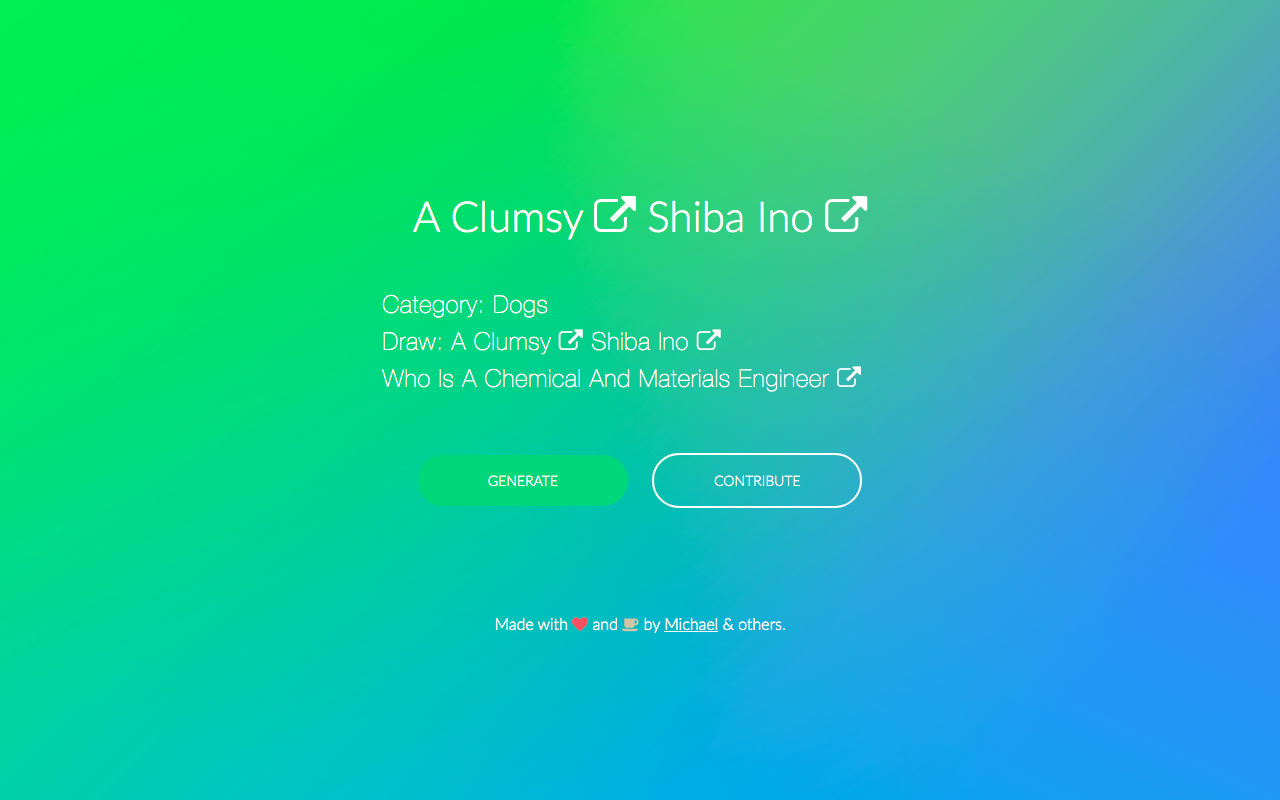 A Clumsy Shiba Ino
Category: Dogs
Draw: A Clumsy Shiba Ino
Who Is A Chemical And Materials Engineer
GENERATE
CONTRIBUTE
Made with and by Michael & others.